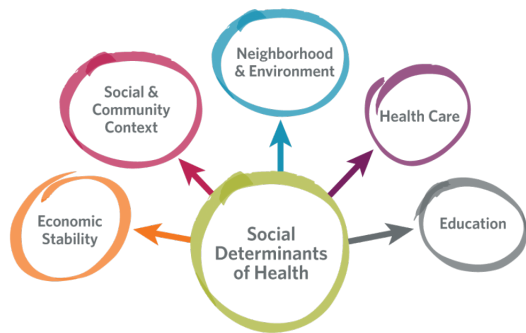 Neighborhood
& Environment
Social &
Community
Context
Health Care
Economic
Stability
Education
Social
Determinants
of Health